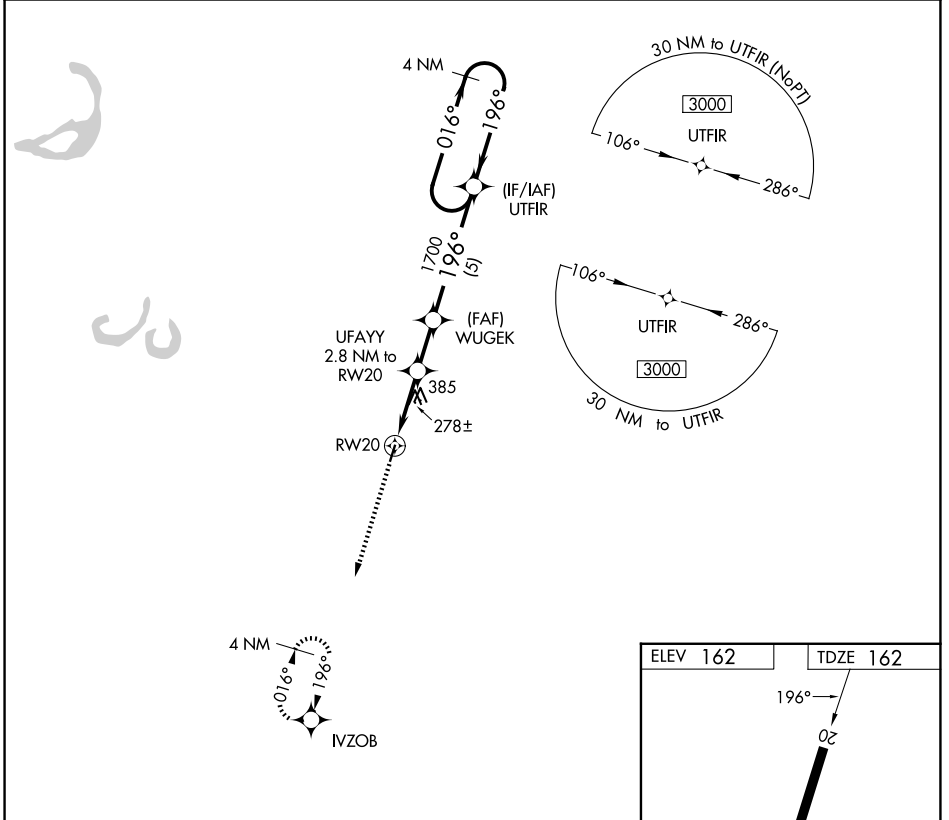 4 NM
016°
196°
(IF/IAF)
UTFIR
1700
196°
(5)
(FAF)
WUGEK
UFAYY
2.8 NM to
RW20
385
278±
RW20
4 NM
016°
196°
IVZOB
30 NM to UTFIR (NoPT)
3000
UTFIR
106°
286°
106°
286°
UTFIR
3000
30 NM to UTFIR
ELEV 162
TDZE 162
196°
20